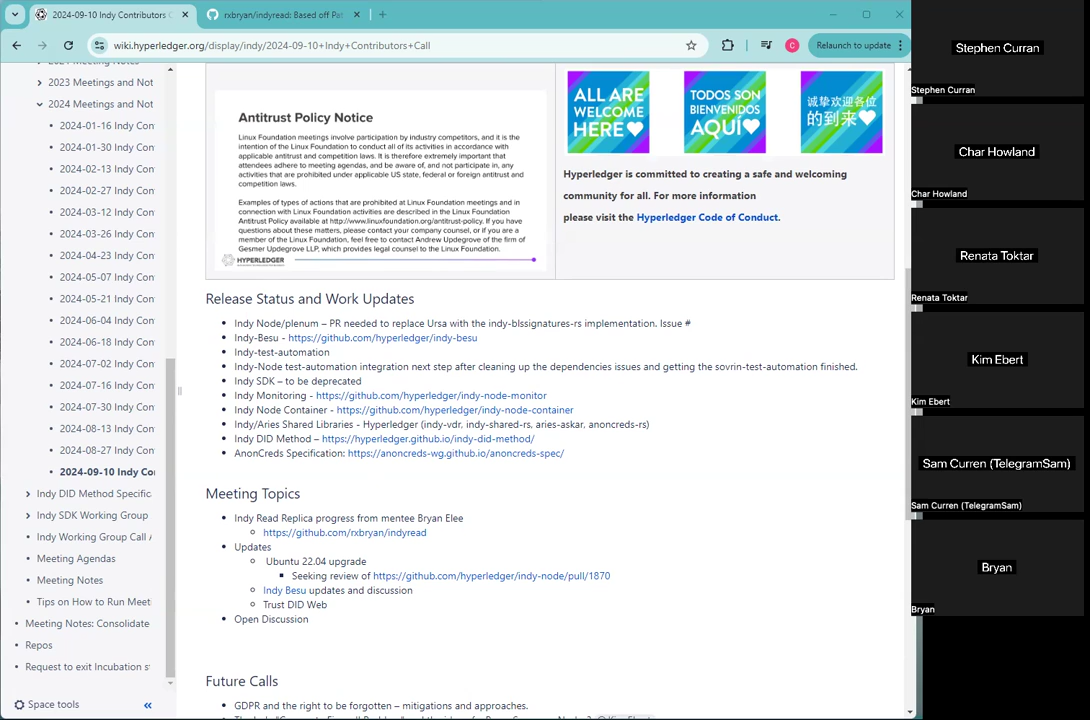 2024-09-10 Indy Contributors C
rxbryan/indyread: Based off Pat
wiki.hyperledger.org/display/indy/2024-09-10+Indy+Contributors+Call
C
Relaunch to update
2023 Meetings and Not
2024 Meetings and Not
2024-01-16 Indy Con
2024-01-30 Indy Con
2024-02-13 Indy Con
2024-02-27 Indy Con
2024-03-12 Indy Con
2024-03-26 Indy Con
2024-04-23 Indy Con
2024-05-07 Indy Con
2024-05-21 Indy Con
2024-06-04 Indy Con
2024-06-18 Indy Con
2024-07-02 Indy Con
2024-07-16 Indy Con
2024-07-30 Indy Con
2024-08-13 Indy Con
2024-08-27 Indy Con
2024-09-10 Indy Co
Indy DID Method Specific
Indy SDK Working Group
Indy Working Group Call
Meeting Agendas
Meeting Notes
Tips on How to Run Meeti
Meeting Notes: Consolidate
Repos
Request to exit Incubation s
Space tools
Antitrust Policy Notice
Linux Foundation meetings involve participation by industry competitors, and it is the
intention of the Linux Foundation to conduct all of its activities in accordance with
applicable antitrust and competition laws. It is therefore extremely important that
attendees adhere to meeting agendas, and be aware of, and not participate in, any
activities that are prohibited under applicable US state, federal or foreign antitrust and
competition laws.
Examples of types of actions that are prohibited at Linux Foundation meetings and in
connection with Linux Foundation activities are described in the Linux Foundation
Antitrust Policy available at http://www.linuxfoundation.org/antitrust-policy. If you have
questions about these matters, please contact your company counsel, or if you are a
member of the Linux Foundation, feel free to contact Andrew Updegrove of the firm of
Gesmer Updegrove LLP, which provides legal counsel to the Linux Foundation.
HYPERLEDGER
ALL ARE
WELCOME
HERE
TODOS SON
BIENVENIDOS
AQUÍ
诚挚欢迎各位
的到来
Hyperledger is committed to creating a safe and welcoming
community for all. For more information
please visit the Hyperledger Code of Conduct.
Release Status and Work Updates
Indy Node/plenum – PR needed to replace Ursa with the indy-blssignatures-rs implementation. Issue #
Indy-Besu - https://github.com/hyperledger/indy-besu
Indy-test-automation
Indy-Node test-automation integration next step after cleaning up the dependencies issues and getting the sovrin-test-automation finished.
Indy SDK – to be deprecated
Indy Monitoring - https://github.com/hyperledger/indy-node-monitor
Indy Node Container - https://github.com/hyperledger/indy-node-container
Indy/Aries Shared Libraries - Hyperledger (indy-vdr, indy-shared-rs, aries-askar, anoncreds-rs)
Indy DID Method – https://hyperledger.github.io/indy-did-method/
AnonCreds Specification: https://anoncreds-wg.github.io/anoncreds-spec/
Meeting Topics
Indy Read Replica progress from mentee Bryan Elee
https://github.com/rxbryan/indyread
Updates
Ubuntu 22.04 upgrade
Seeking review of https://github.com/hyperledger/indy-node/pull/1870
Indy Besu updates and discussion
Trust DID Web
Open Discussion
Future Calls
GDPR and the right to be forgotten – mitigations and approaches.
Stephen Curran
Stephen Curran
Char Howland
Char Howland
Renata Toktar
Renata Toktar
Kim Ebert
Kim Ebert
Sam Curren (TelegramSam)
Sam Curren (TelegramSam)
Bryan
Bryan